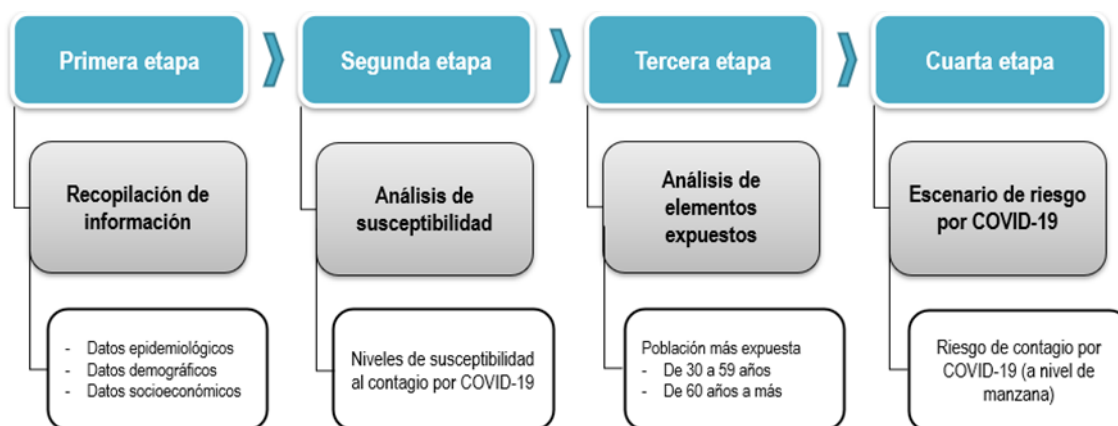 Primera etapa
Segunda etapa
Tercera etapa
Cuarta etapa
Recopilación de
información
Análisis de
susceptibilidad
Análisis de
elementos
expuestos
Escenario de riesgo
por COVID-19
- Datos epidemiológicos
- Datos demográficos
- Datos socioeconómicos
Niveles de susceptibilidad
al contagio por COVID-19
Población más expuesta
- De 30 a 59 años
- De 60 años a más
Riesgo de contagio por
COVID-19 (a nivel de
manzana)